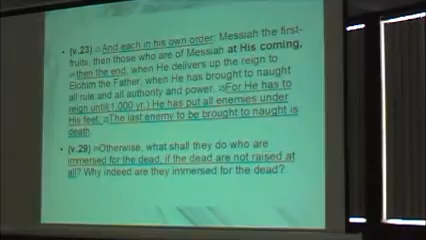 • (v.23) 23And each in his own order: Messiah the first-
fruits, then those who are of Messiah at His coming,
24then the end, when He delivers up the reign to
Elohim the Father, when He has brought to naught
all rule and all authority and power. 25For He has to
reign until(1,000 yr.) He has put all enemies under
His feet. 26The last enemy to be brought to naught is
death.
• (v.29) 29Otherwise, what shall they do who are
immersed for the dead, if the dead are not raised at
all? Why indeed are they immersed for the dead?